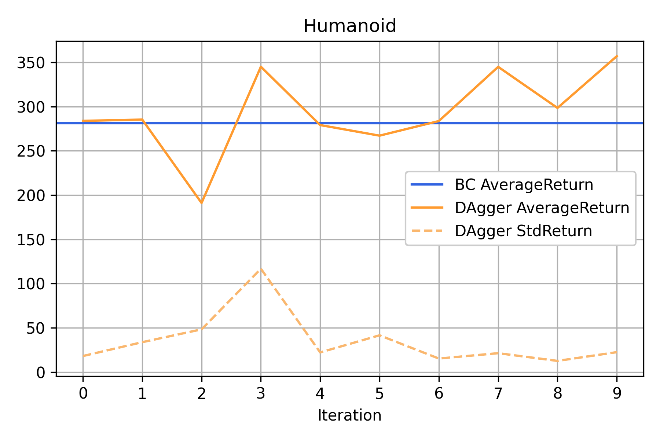 Humanoid
350
300
250
200
150
100
50
0
BC AverageReturn
DAgger AverageReturn
DAgger StdReturn
0 1 2 3 4 5 6 7 8 9
Iteration